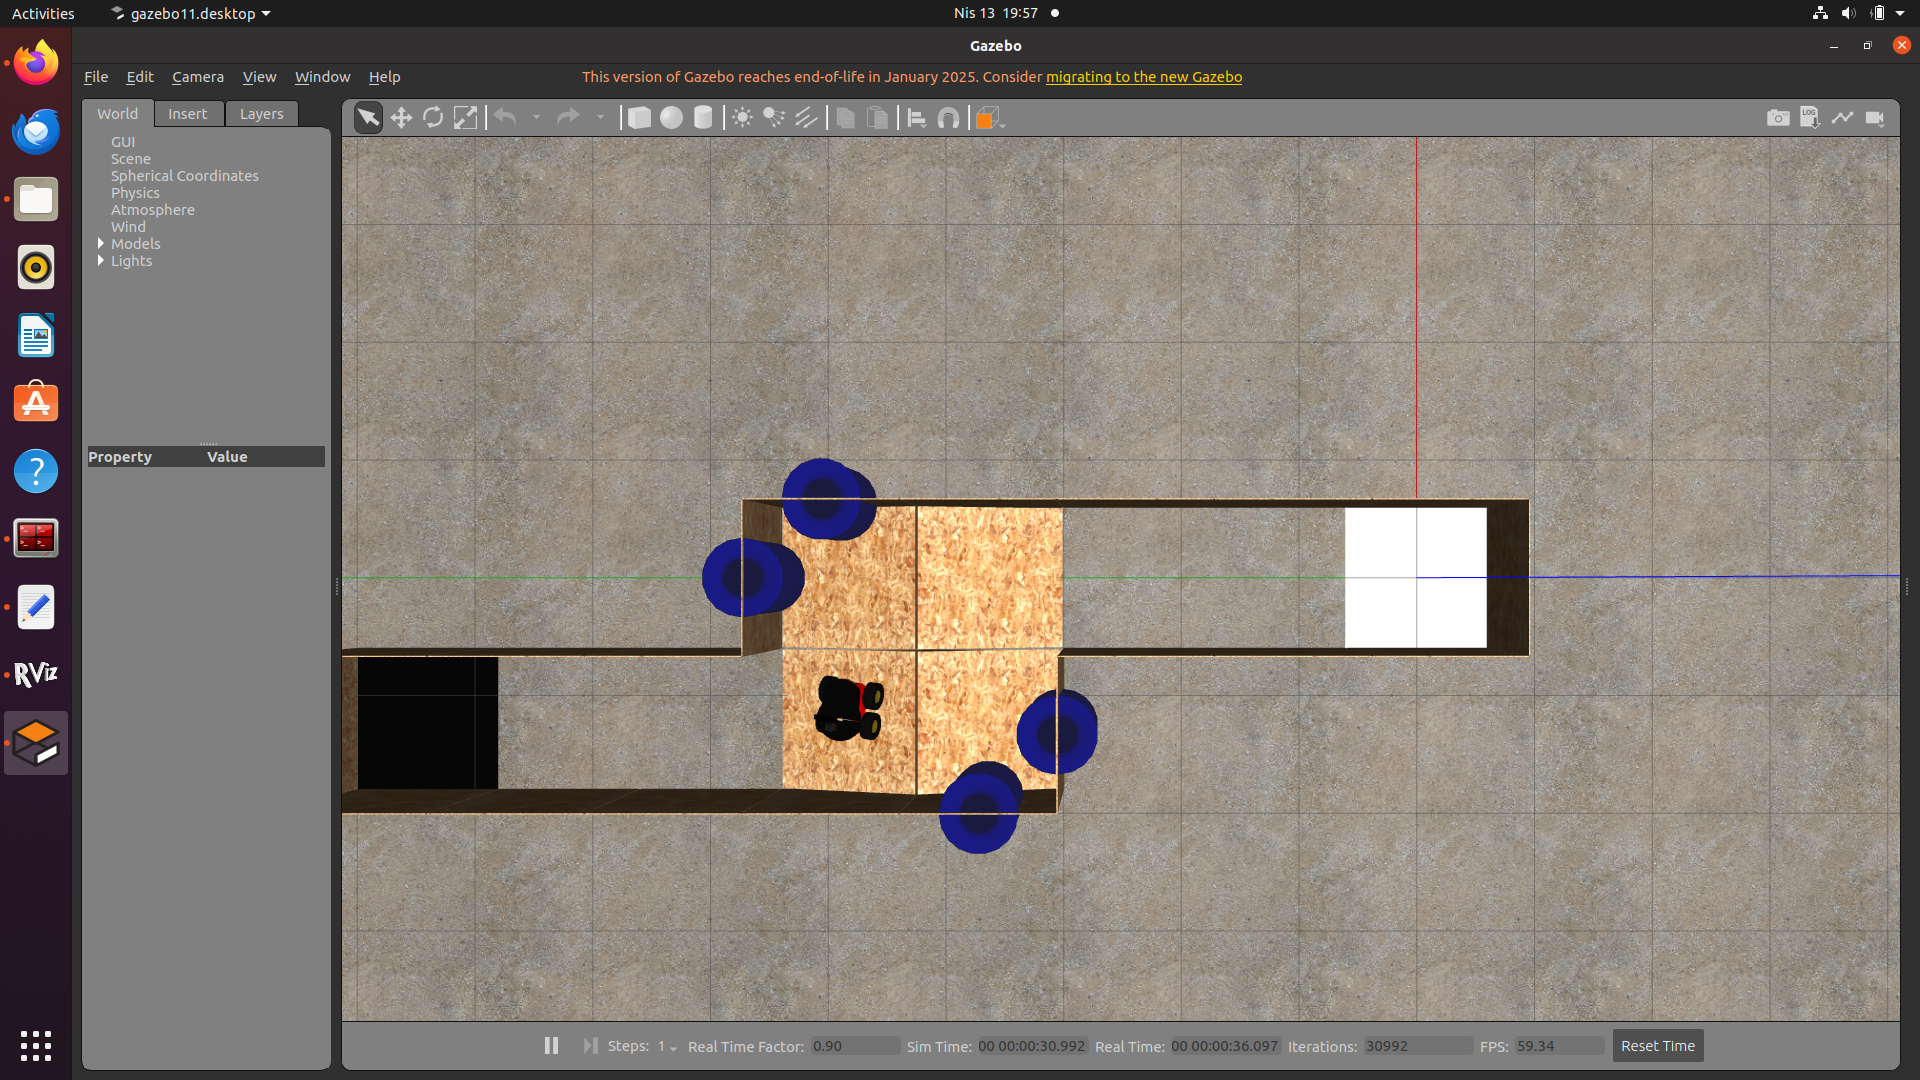 Activities gazebo11.desktop Nis 13 19:57
Gazebo
File Edit Camera View Window Help This version of Gazebo reaches end-of-life in January 2025. Consider migrating to the new Gazebo
World Insert Layers
LOG
GUI
Scene
Spherical Coordinates
Physics
Atmosphere
Wind
Models
Lights
Property Value
RViz
Steps: 1 Real Time Factor: 0.90 Sim Time: 00 00:00:30.992 Real Time: 00 00:00:36.097 Iterations: 30992 FPS: 59.34 Reset Time